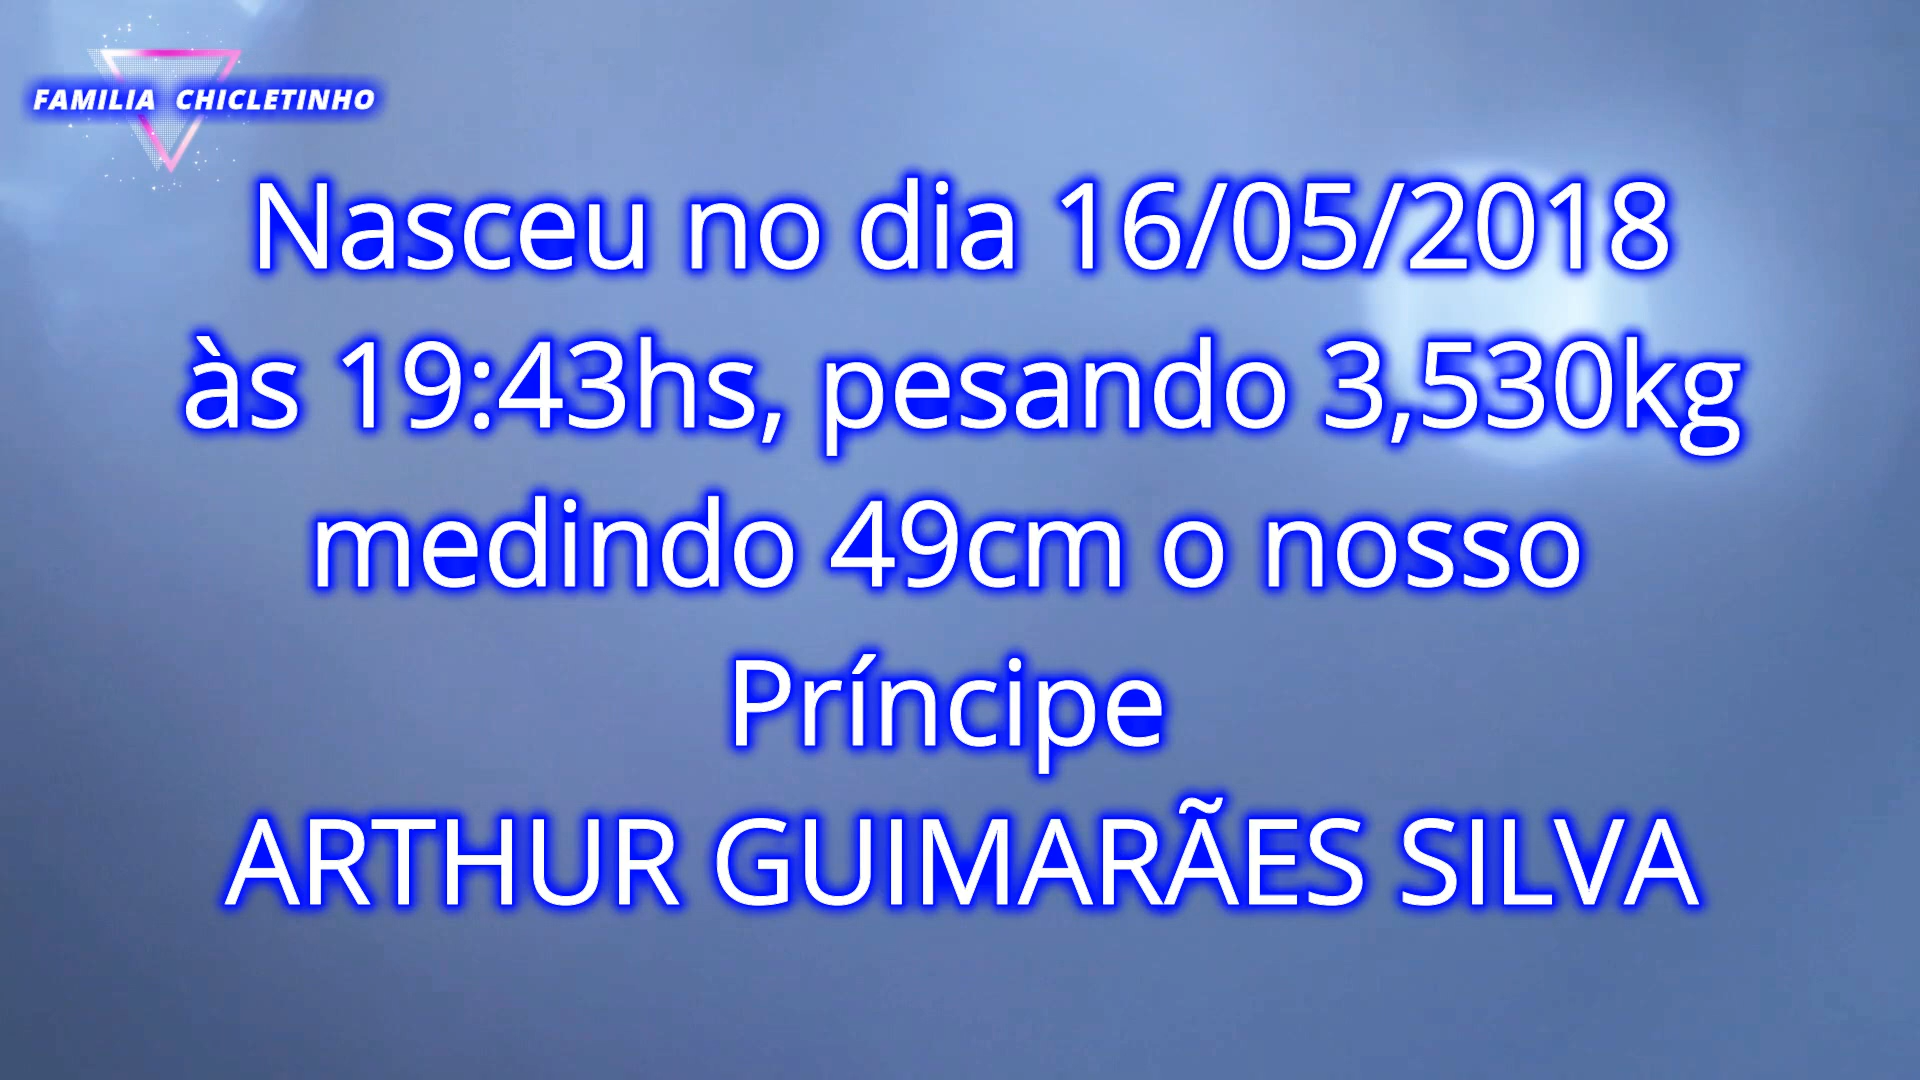 FAMILIA CHICLETINHO
Nasceu no dia 16/05/2018
às 19:43hs, pesando 3,530kg
medindo 49cm o nosso
Príncipe
ARTHUR GUIMARÃES SILVA